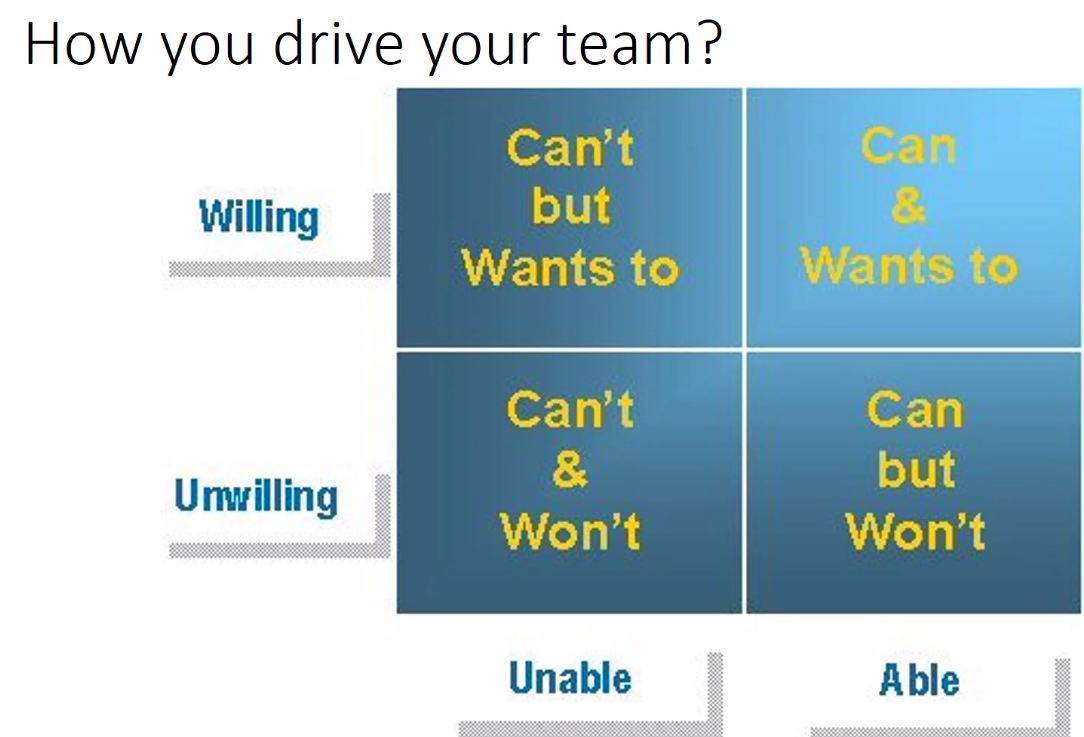 How you drive your team?
Willing
Can't
but
Wants to
Can
&
Wants to
Unwilling
Can't
&
Won't
Can
but
Won't
Unable
Able